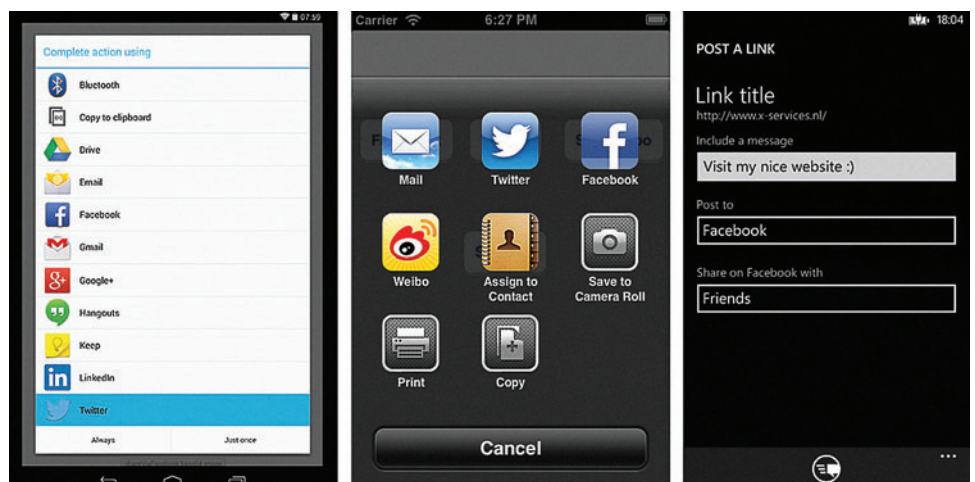 07:59
Complete action using
Bluetooth
Copy to clipboard
Drive
Email
Facebook
Gmail
Google+
Hangouts
Keep
LinkedIn
Twitter
Always
Just once
Carrier
6:27 PM
Mail
Twitter
Facebook
Weibo
Assign to
Contact
Save to
Camera Roll
Print
Copy
Cancel
18:04
POST A LINK
Link title
http://www.x-services.nl/
Include a message
Visit my nice website :)
Post to
Facebook
Share on Facebook with
Friends